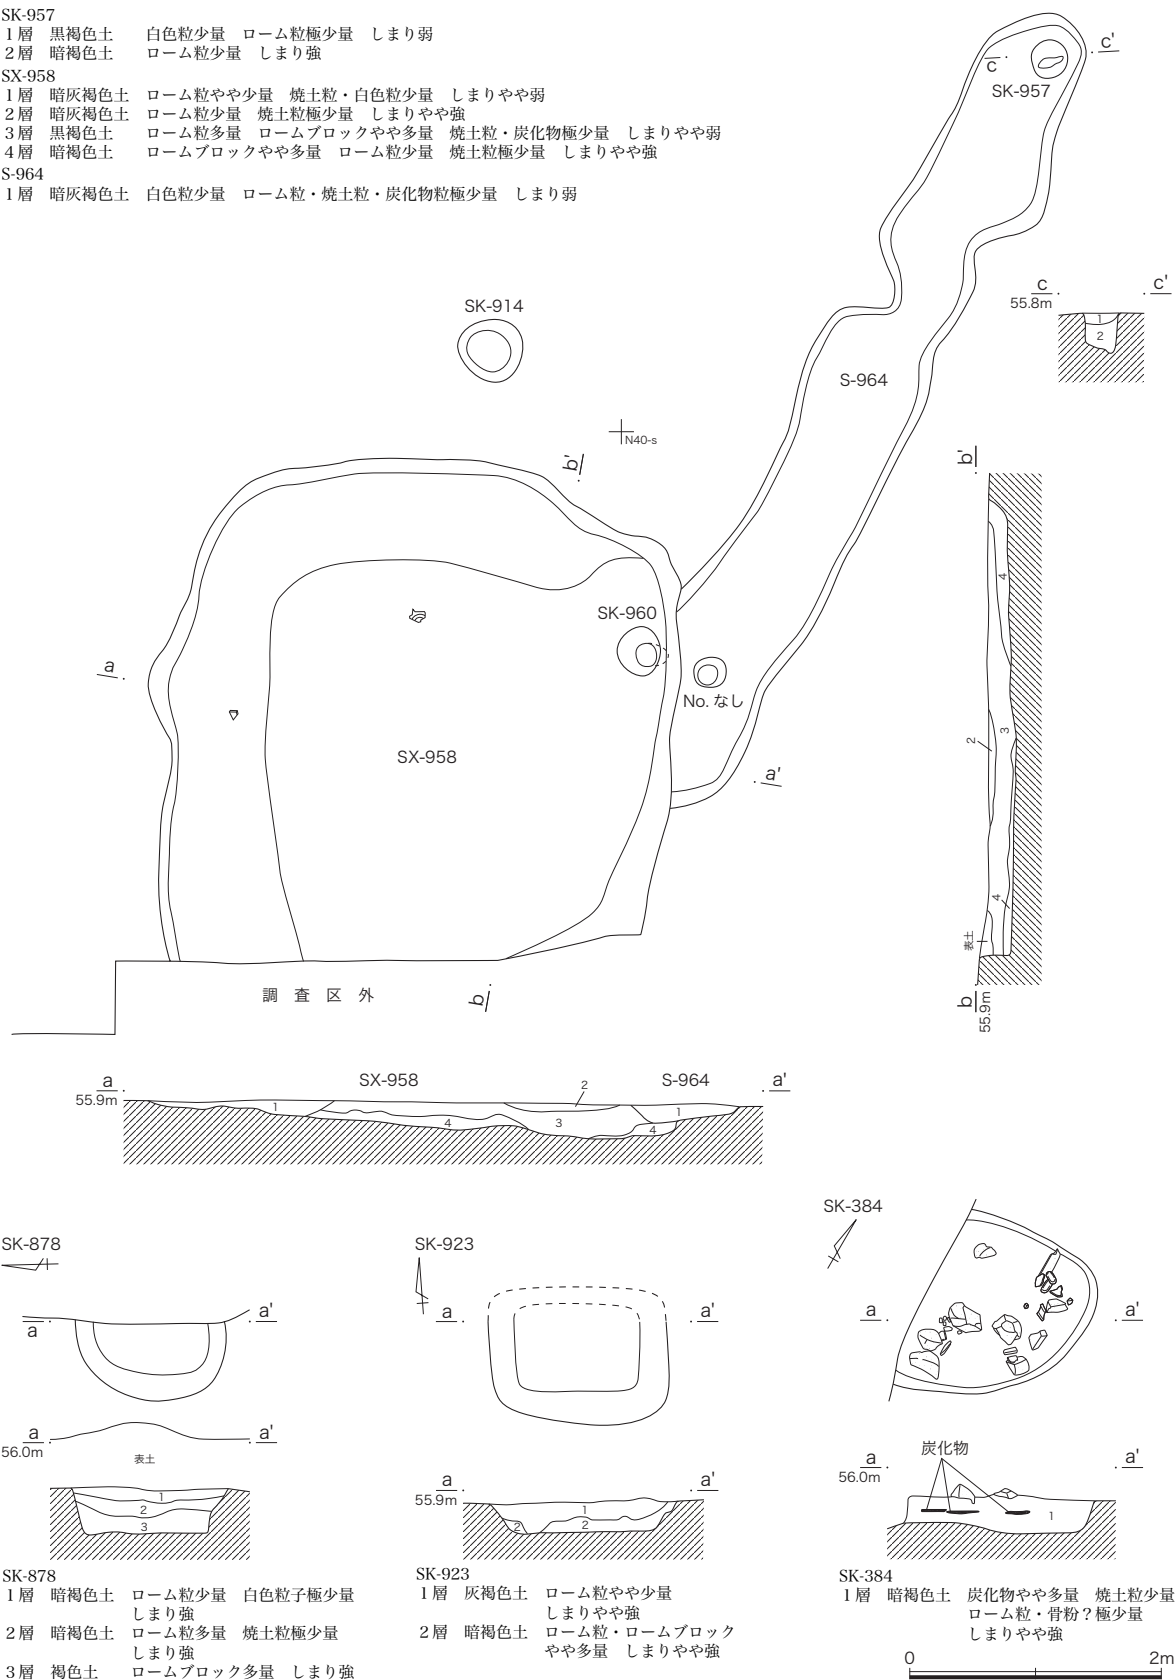 SK-957
1層　黒褐色土　白色粒少量　ローム粒極少量　しまり弱
2層　暗褐色土　ローム粒少量　しまり強
SX-958
1層　暗灰褐色土　ローム粒やや少量　焼土粒・白色粒少量　しまりやや弱
2層　暗灰褐色土　ローム粒少量　焼土粒極少量　しまりやや強
3層　黒褐色土　ローム粒多量　ロームブロックやや多量　焼土粒・炭化物極少量　しまりやや弱
4層　暗褐色土　ロームブロックやや多量　ローム粒少量　焼土粒極少量　しまりやや強
S-964
1層　暗灰褐色土　白色粒少量　ローム粒・焼土粒・炭化物粒極少量　しまり弱
c
c'
SK-957
c
c'
55.8m
1
2
SK-914
S-964
N40-s
b'
b'
SK-960
No. なし
a
SX-958
a'
4
3
2
4
表土
b
55.9m
調査区外
b
a
55.9m
SX-958
2
S-964
a'
1
4
3
4
1
SK-878
a
a'
a
56.0m
a'
表土
1
2
3
SK-878
1層　暗褐色土　ローム粒少量　白色粒子極少量
しまり強
2層　暗褐色土　ローム粒多量　焼土粒極少量
しまり強
3層　褐色土　ロームブロック多量　しまり強
SK-923
a
a'
a
55.9m
a'
1
2
2
SK-923
1層　灰褐色土　ローム粒やや少量
しまりやや強
2層　暗褐色土　ローム粒・ロームブロック
やや多量　しまりやや強
SK-384
a
a'
炭化物
a
56.0m
a'
1
SK-384
1層　暗褐色土　炭化物やや多量　焼土粒少量
ローム粒・骨粉？極少量
しまりやや強
0
2m